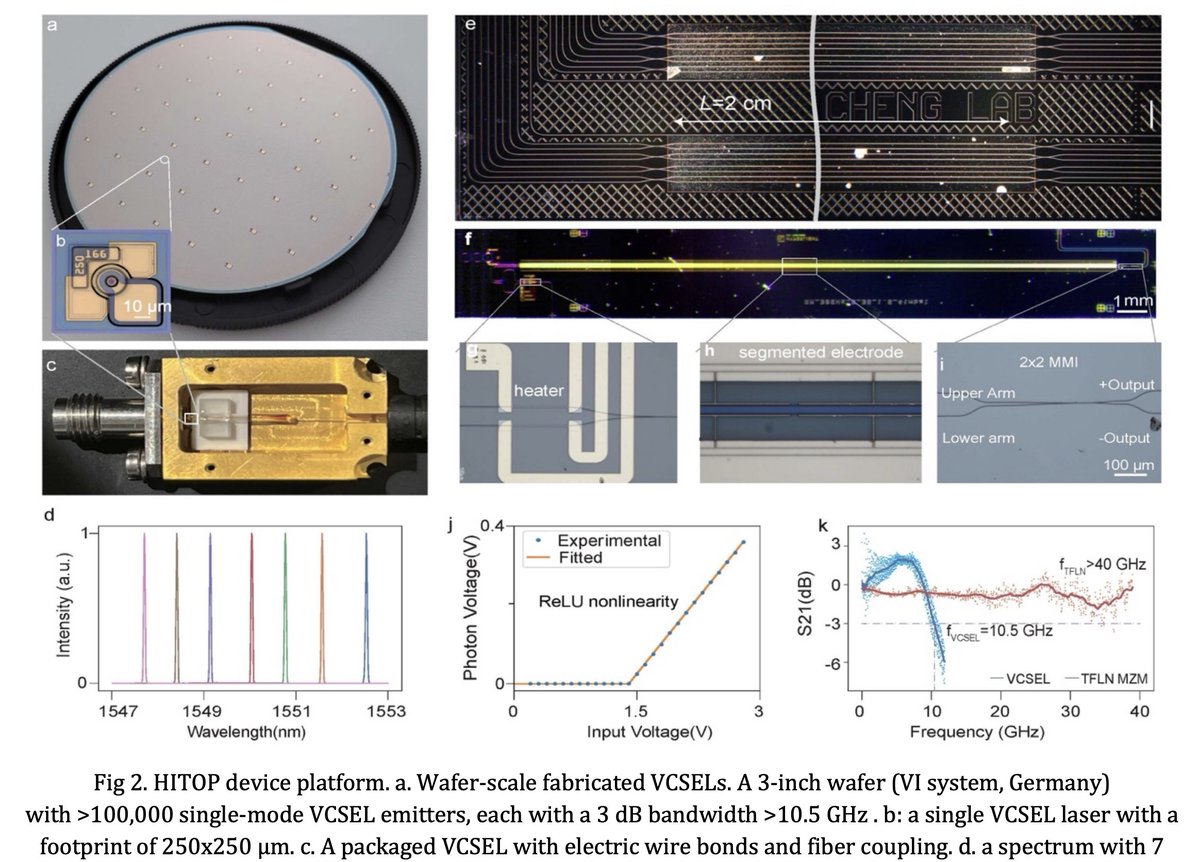 a
b
250
166
10 μm
c
d
Intensity (a.u.)
1
0
1547
1549
1551
1553
Wavelength(nm)
e
L=2 cm
CHENG LAB
f
1 mm
g
heater
h
segmented electrode
i
2x2 MMI
Upper Arm
+Output
Lower arm
-Output
100 μm
j
Photon Voltage(V)
0.4
0
Experimental
Fitted
ReLU nonlinearity
0
1.5
3
Input Voltage(V)
k
S21(dB)
3
0
-3
-6
fTFLN>40 GHz
fVCSEL=10.5 GHz
VCSEL
TFLN MZM
0
10
20
30
40
Frequency (GHz)
Fig 2. HITOP device platform. a. Wafer-scale fabricated VCSELs. A 3-inch wafer (VI system, Germany)
with >100,000 single-mode VCSEL emitters, each with a 3 dB bandwidth >10.5 GHz . b: a single VCSEL laser with a
footprint of 250x250 μm. c. A packaged VCSEL with electric wire bonds and fiber coupling. d. a spectrum with 7